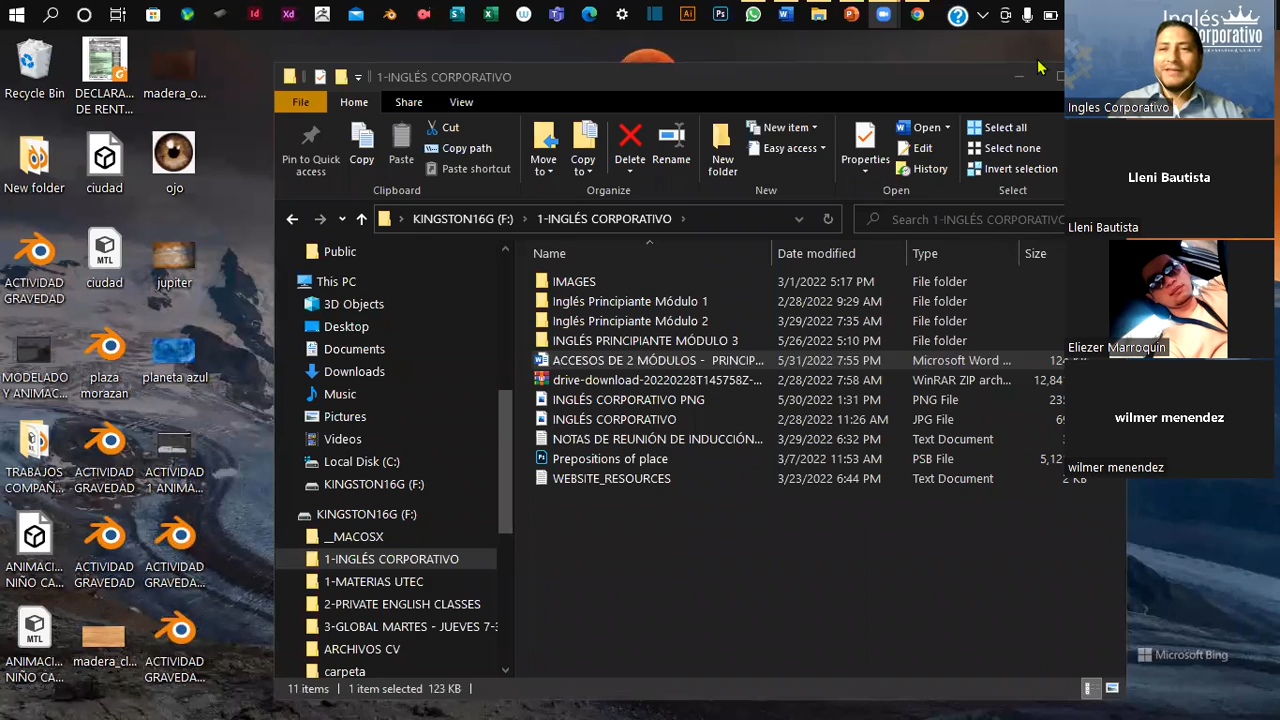 Recycle Bin
DECLARA...
DE RENT...
madera_o...
New folder
ciudad
ojo
ACTIVIDAD
GRAVEDAD
MTL
ciudad
jupiter
MODELADO
Y ANIMAC...
plaza
morazan
planeta azul
TRABAJOS
COMPAÑ...
ACTIVIDAD
GRAVEDAD
ACTIVIDAD
1 ANIMA...
ANIMACI...
NIÑO CA...
ACTIVIDAD
GRAVEDAD
ACTIVIDAD
GRAVEDA...
MTL
ANIMACI...
NIÑO CA...
madera_cl...
ACTIVIDAD
GRAVEDA...
1-INGLÉS CORPORATIVO
File Home Share View
Pin to Quick
access
Copy
Paste
Cut
Copy path
Paste shortcut
Clipboard
Move
to
Copy
to
Delete
Rename
Organize
New
folder
New item
Easy access
New
Properties
Open
Edit
History
Open
Select all
Select none
Invert selection
Select
KINGSTON16G (F:) 1-INGLÉS CORPORATIVO
Search 1-INGLÉS CORPORATIVO
Public
This PC
3D Objects
Desktop
Documents
Downloads
Music
Pictures
Videos
Local Disk (C:)
KINGSTON16G (F:)
KINGSTON16G (F:)
__MACOSX
1-INGLÉS CORPORATIVO
1-MATERIAS UTEC
2-PRIVATE ENGLISH CLASSES
3-GLOBAL MARTES - JUEVES 7-
ARCHIVOS CV
carpeta
Name Date modified Type Size
IMAGES 3/1/2022 5:17 PM File folder
Inglés Principiante Módulo 1 2/28/2022 9:29 AM File folder
Inglés Principiante Módulo 2 3/29/2022 7:35 AM File folder
INGLÉS PRINCIPIANTE MÓDULO 3 5/26/2022 5:10 PM File folder
ACCESOS DE 2 MÓDULOS - PRINCIP... 5/31/2022 7:55 PM Microsoft Word ... 12
drive-download-20220228T145758Z-... 2/28/2022 7:58 AM WinRAR ZIP arch... 12,84
INGLÉS CORPORATIVO PNG 5/30/2022 1:31 PM PNG File 23
INGLÉS CORPORATIVO 2/28/2022 11:26 AM JPG File 6
NOTAS DE REUNIÓN DE INDUCCIÓN... 3/29/2022 6:32 PM Text Document
Prepositions of place 3/7/2022 11:53 AM PSB File 5,12
WEBSITE_RESOURCES 3/23/2022 6:44 PM Text Document 2 KB
11 items 1 item selected 123 KB
Inglés
Corporativo
Ingles Corporativo
Lleni Bautista
Lleni Bautista
Eliezer Marroquin
wilmer menendez
wilmer menendez
Microsoft Bing